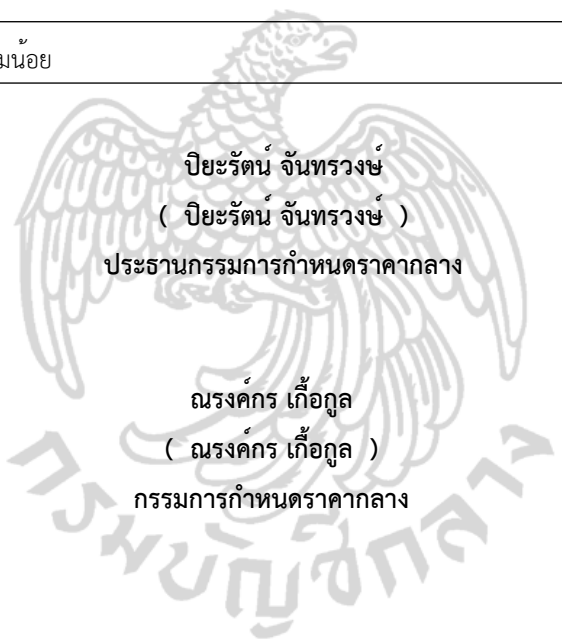 มน้อย
ปิยะรัตน์ จันทรวงษ์
( ปิยะรัตน์ จันทรวงษ์ )
ประธานกรรมการกำหนดราคากลาง
ณรงค์กร เกื้อกูล
( ณรงค์กร เกื้อกูล )
กรรมการกำหนดราคากลาง
กรมบัญชีกลาง